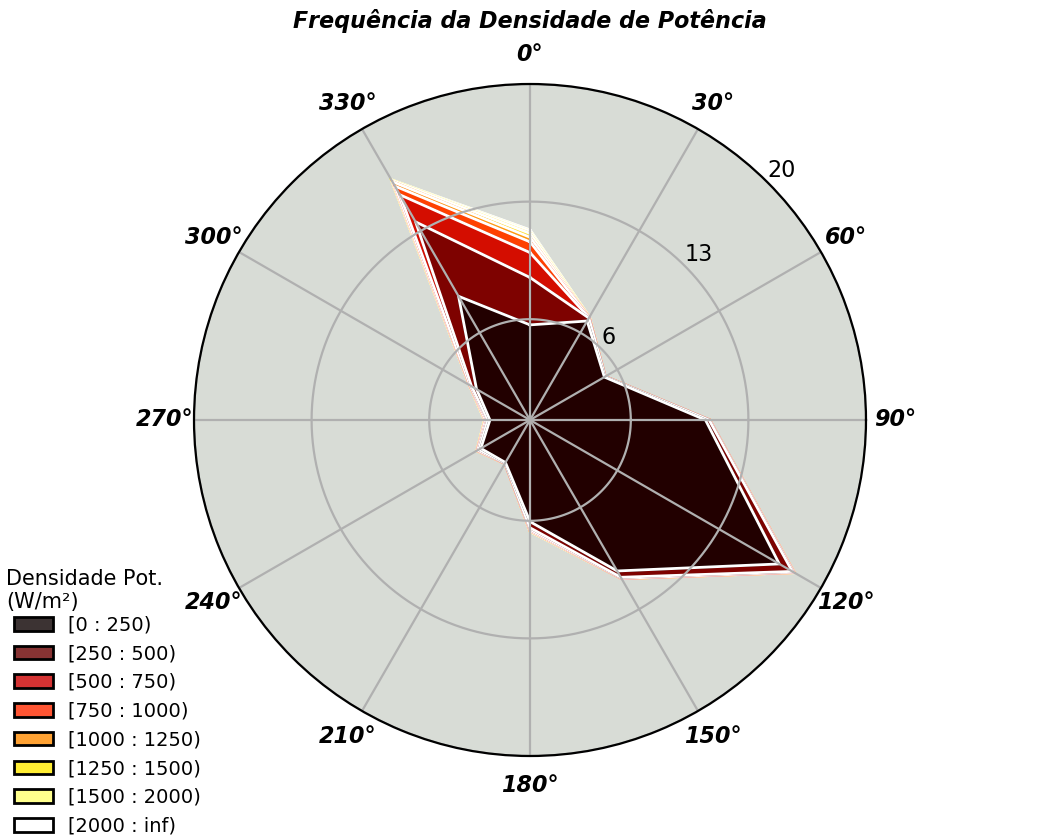 Frequência da Densidade de Potência
0°
330°
30°
20
300°
60°
13
6
270°
90°
240°
120°
210°
150°
180°
Densidade Pot.
(W/m²)
[0 : 250)
[250 : 500)
[500 : 750)
[750 : 1000)
[1000 : 1250)
[1250 : 1500)
[1500 : 2000)
[2000 : inf)